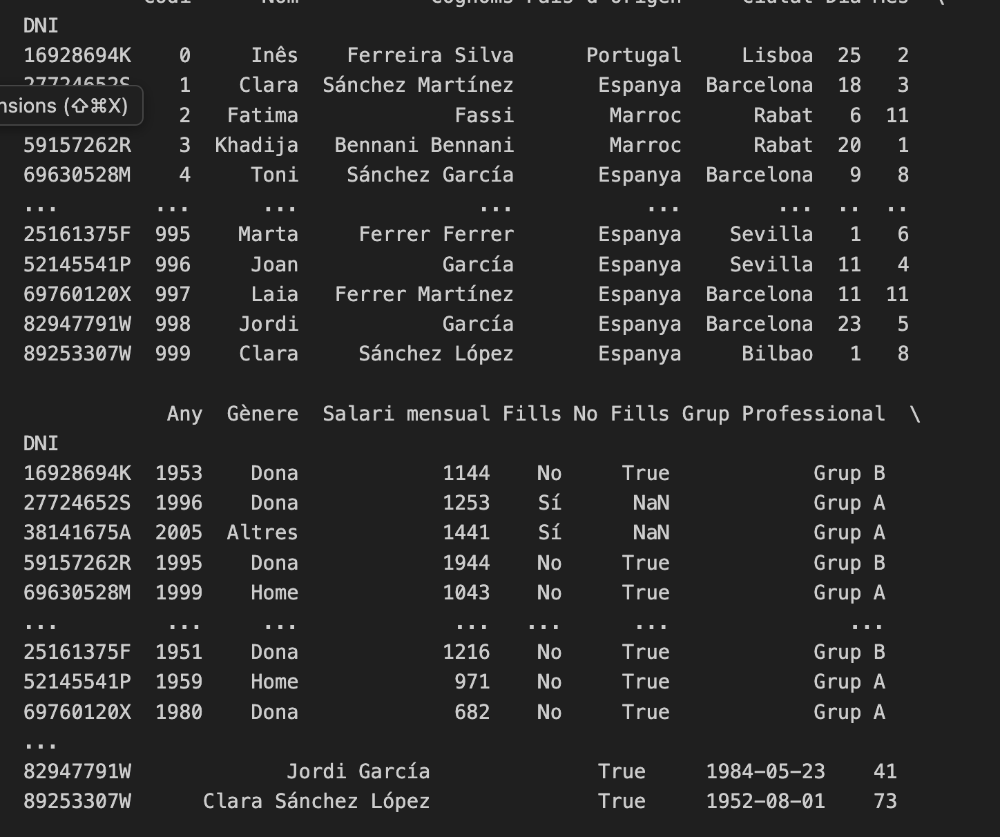 Codi Nom Cognoms País d'origen Ciutat Dia Mes \
DNI
16928694K 0 Inês Ferreira Silva Portugal Lisboa 25 2
27724652S 1 Clara Sánchez Martínez Espanya Barcelona 18 3
nsions (⇧⌘X) 2 Fatima Fassi Marroc Rabat 6 11
59157262R 3 Khadija Bennani Bennani Marroc Rabat 20 1
69630528M 4 Toni Sánchez García Espanya Barcelona 9 8
... ... ... ... ... ... .. ..
25161375F 995 Marta Ferrer Ferrer Espanya Sevilla 1 6
52145541P 996 Joan García Espanya Sevilla 11 4
69760120X 997 Laia Ferrer Martínez Espanya Barcelona 11 11
82947791W 998 Jordi García Espanya Barcelona 23 5
89253307W 999 Clara Sánchez López Espanya Bilbao 1 8
Any Gènere Salari mensual Fills No Fills Grup Professional \
DNI
16928694K 1953 Dona 1144 No True Grup B
27724652S 1996 Dona 1253 Sí NaN Grup A
38141675A 2005 Altres 1441 Sí NaN Grup A
59157262R 1995 Dona 1944 No True Grup B
69630528M 1999 Home 1043 No True Grup A
... ... ... ... ... ... ...
25161375F 1951 Dona 1216 No True Grup B
52145541P 1959 Home 971 No True Grup A
69760120X 1980 Dona 682 No True Grup A
...
82947791W Jordi García True 1984-05-23 41
89253307W Clara Sánchez López True 1952-08-01 73